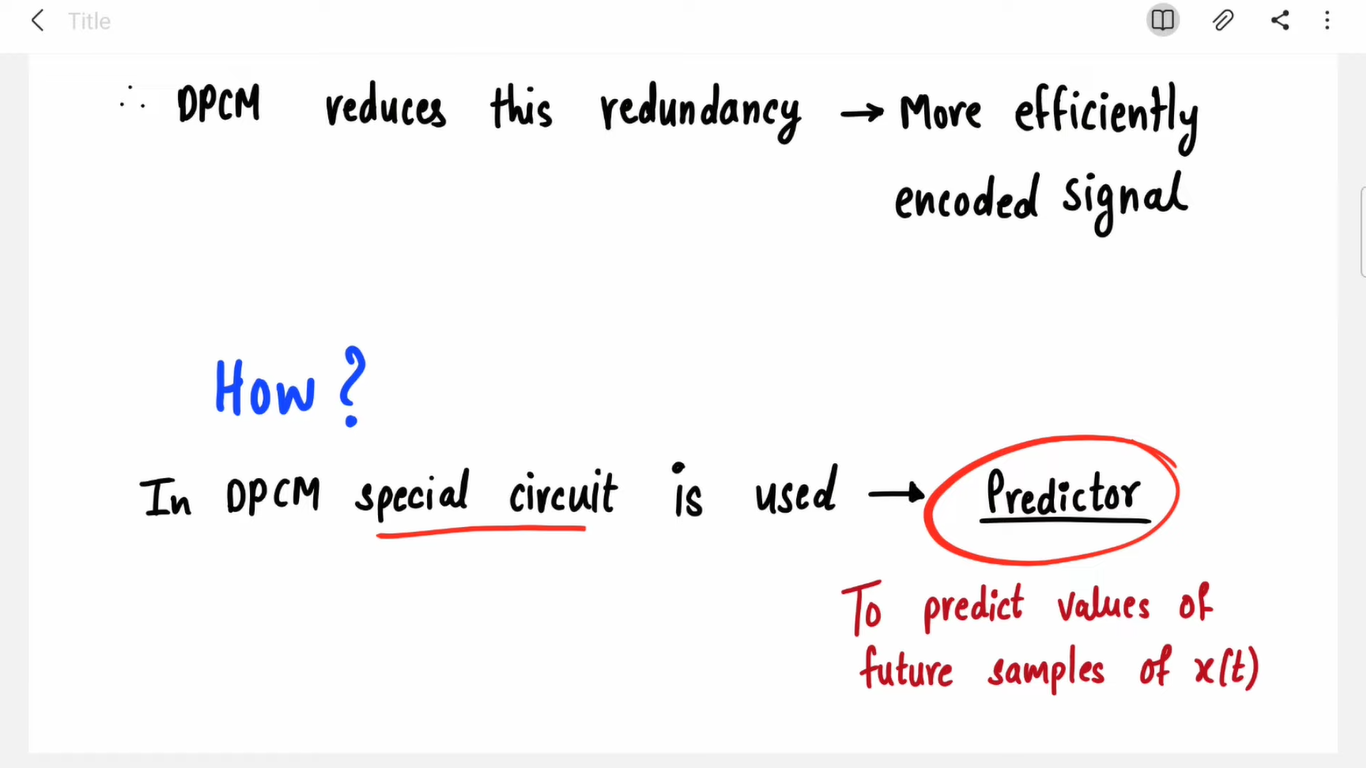 Title
∴ DPCM reduces this redundancy → More efficiently
encoded signal
How?
In DPCM special circuit is used → Predictor
To predict values of
future samples of x(t)